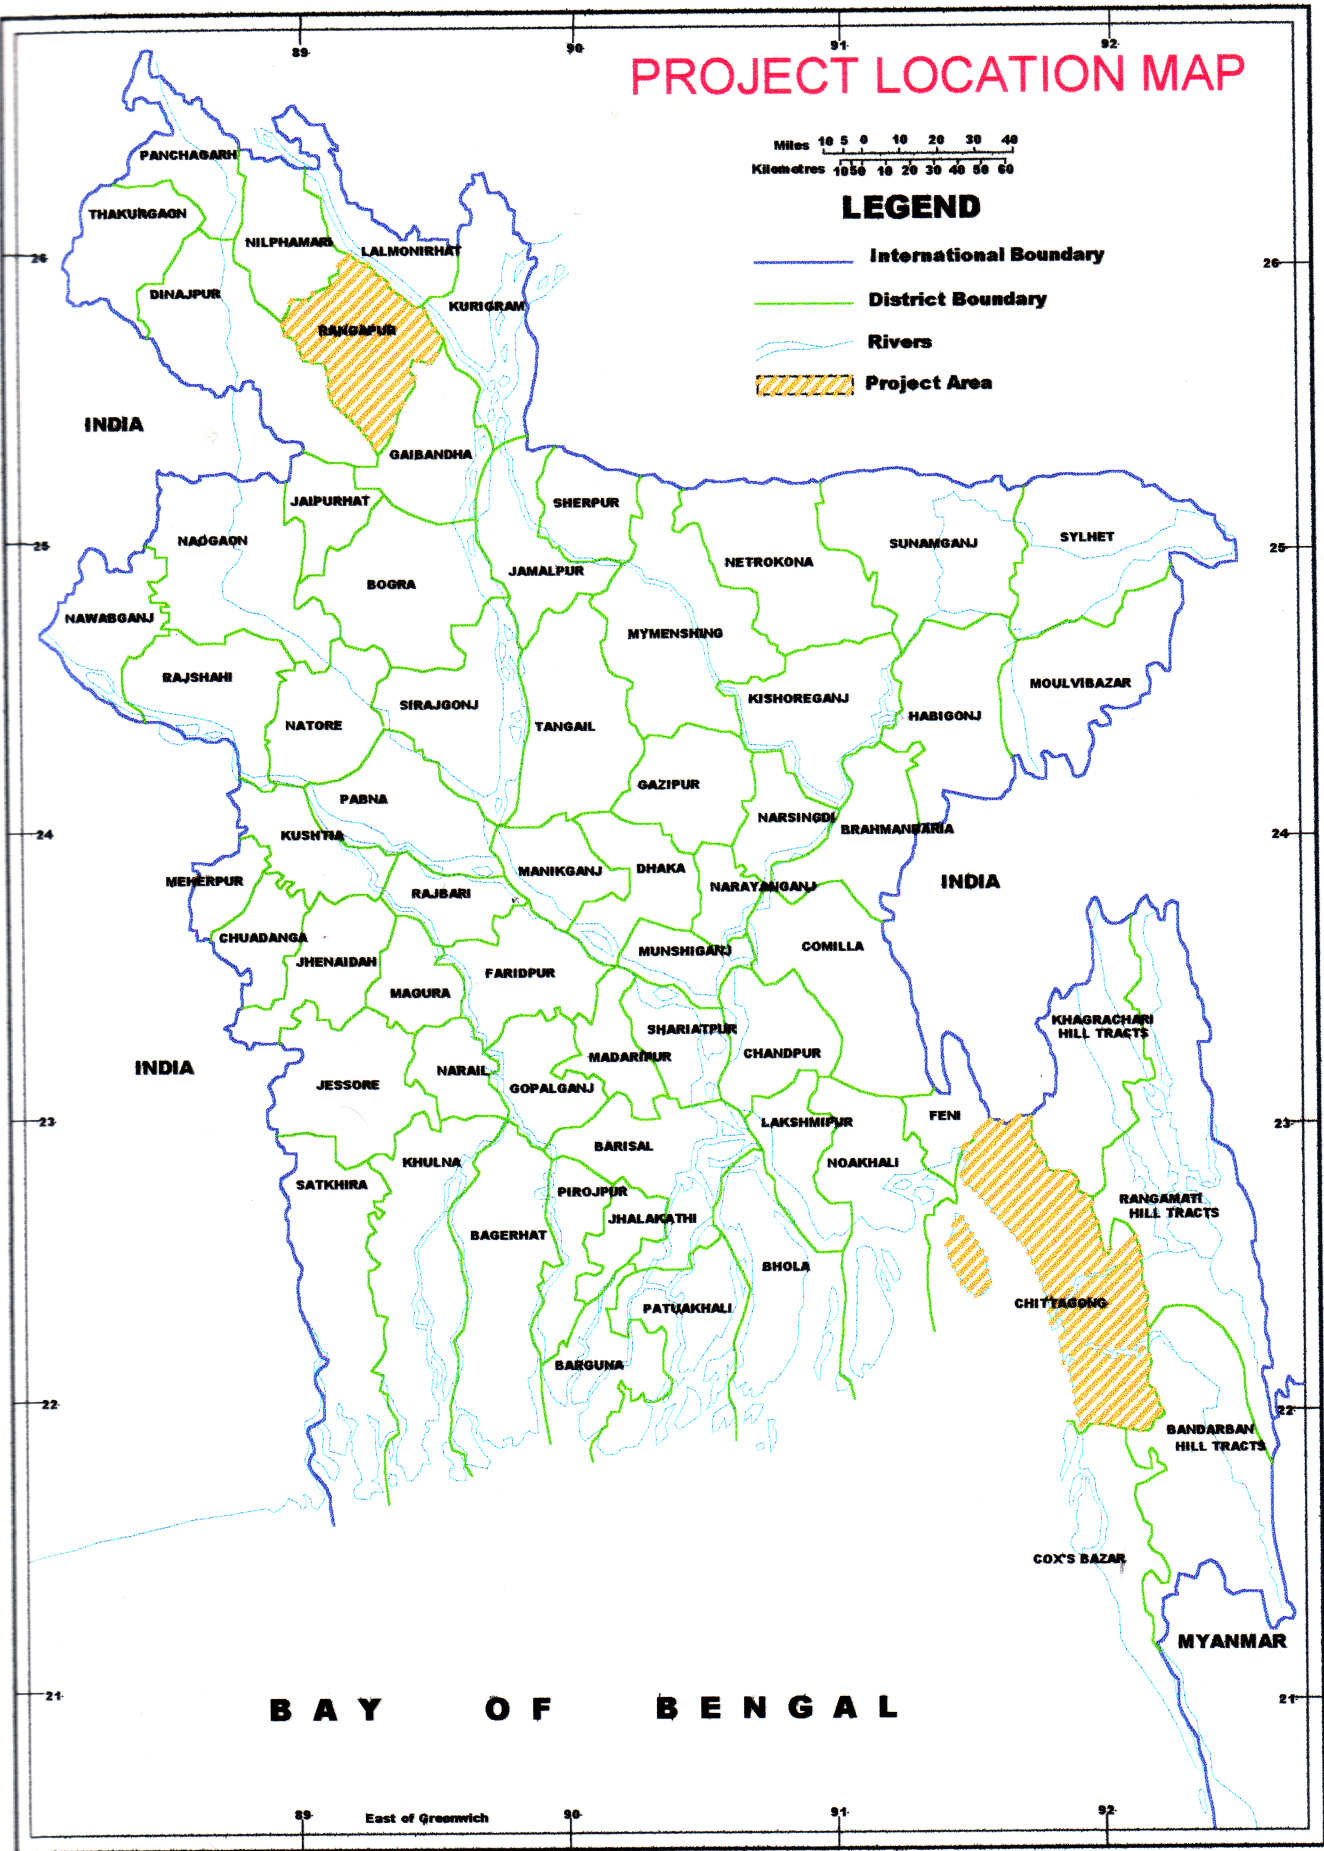 89
90
91
92
PROJECT LOCATION MAP
Miles 10 5 0 10 20 30 40
Kilometres 10 50 10 20 30 40 50 60
LEGEND
International Boundary
District Boundary
Rivers
Project Area
PANCHAGARH
THAKURGAON
NILPHAMARI
LALMONIRHAT
26
26
DINAJPUR
KURIGRAM
RANGAPUR
INDIA
GAIBANDHA
JAIPURHAT
SHERPUR
NAOGAON
SUNAMGANJ
SYLHET
25
25
NETROKONA
JAMALPUR
BOGRA
NAWABGANJ
MYMENSHING
RAJSHAHI
MOULVIBAZAR
KISHOREGANJ
SIRAJGONJ
HABIGONJ
NATORE
TANGAIL
GAZIPUR
PABNA
NARSINGDI
BRAHMANBARIA
24
24
KUSHTIA
MANIKGANJ
DHAKA
MEHERPUR
INDIA
NARAYANGANJ
RAJBARI
CHUADANGA
COMILLA
MUNSHIGANJ
JHENAIDAH
FARIDPUR
MAGURA
KHAGRACHARI
HILL TRACTS
SHARIATPUR
CHANDPUR
MADARIPUR
INDIA
NARAIL
JESSORE
GOPALGANJ
FENI
23
23
LAKSHMIPUR
BARISAL
KHULNA
NOAKHALI
SATKHIRA
PIROJPUR
RANGAMATI
HILL TRACTS
JHALAKATHI
BAGERHAT
BHOLA
CHITTAGONG
PATUAKHALI
BARGUNA
22
22
BANDARBAN
HILL TRACTS
COX'S BAZAR
MYANMAR
21
21
BAY OF BENGAL
89
East of Greenwich
90
91
92